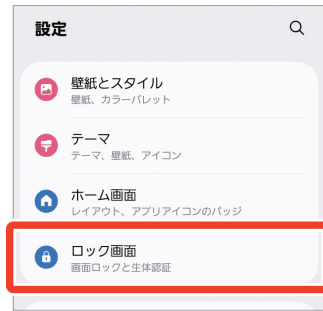 設定
壁紙とスタイル
壁紙、カラーパレット
テーマ
テーマ、壁紙、アイコン
ホーム画面
レイアウト、アプリアイコンのバッジ
ロック画面
画面ロックと生体認証